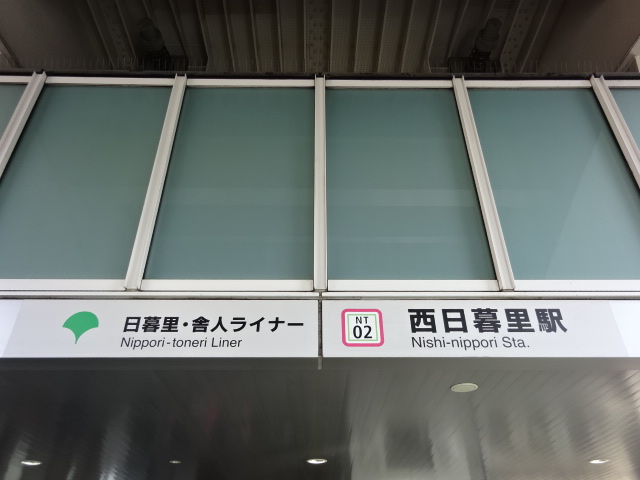 日暮里・舎人ライナー
Nippori-toneri Liner
NT
02
西日暮里駅
Nishi-nippori Sta.